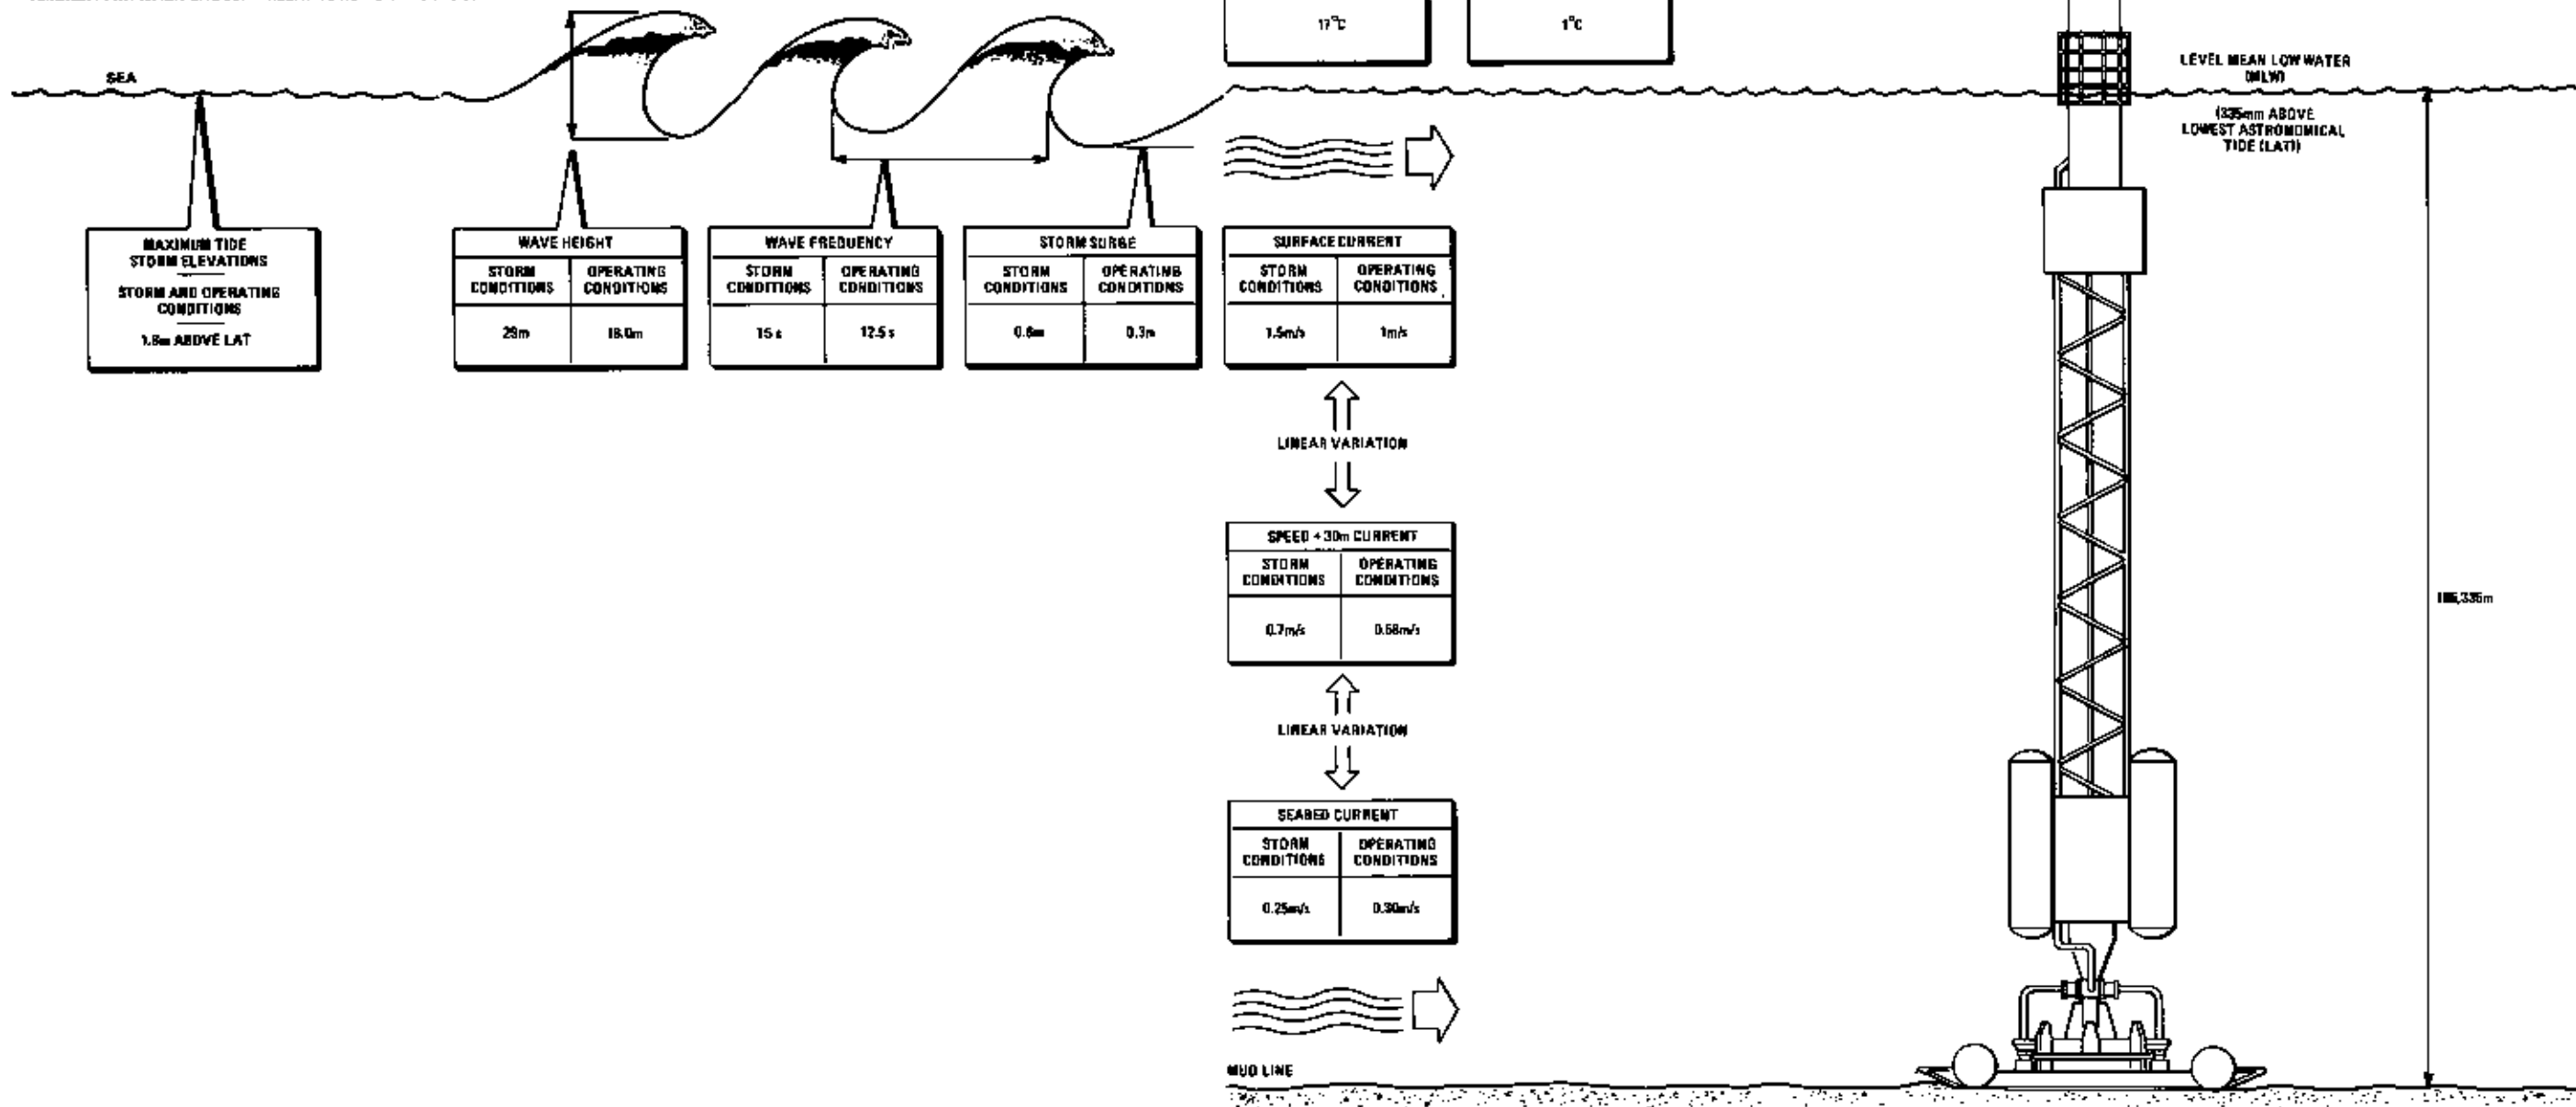 17°C
1°C
SEA
LEVEL MEAN LOW WATER
(MLW)
(335mm ABOVE
LOWEST ASTRONOMICAL
TIDE (LAT))
MAXIMUM TIDE
STORM ELEVATIONS
STORM AND OPERATING
CONDITIONS
ABOVE LAT
WAVE HEIGHT
STORM
CONDITIONS
OPERATING
CONDITIONS
29m
18.0m
WAVE FREQUENCY
STORM
CONDITIONS
OPERATING
CONDITIONS
15 s
12.5 s
STORM SURGE
STORM
CONDITIONS
OPERATING
CONDITIONS
0.6m
0.3m
SURFACE CURRENT
STORM
CONDITIONS
OPERATING
CONDITIONS
1.5m/s
1m/s
LINEAR VARIATION
SPEED + 30m CURRENT
STORM
CONDITIONS
OPERATING
CONDITIONS
0.7m/s
0.58m/s
LINEAR VARIATION
SEABED CURRENT
STORM
CONDITIONS
OPERATING
CONDITIONS
0.25m/s
0.30m/s
MUD LINE